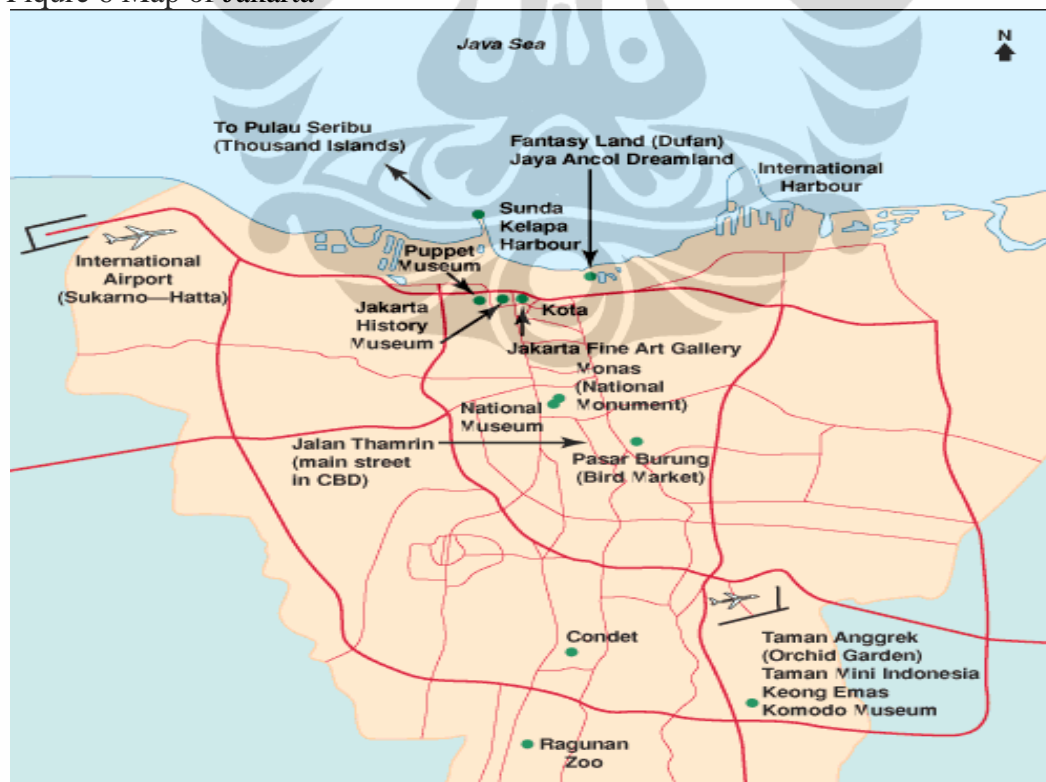 Figure 8 Map of Jakarta
Java Sea
N
To Pulau Seribu
(Thousand Islands)
Fantasy Land (Dufan)
Jaya Ancol Dreamland
International
Harbour
Sunda
Kelapa
Harbour
Puppet
Museum
International
Airport
(Sukarno—Hatta)
Jakarta
History
Museum
Kota
Jakarta Fine Art Gallery
Monas
(National
Monument)
National
Museum
Jalan Thamrin
(main street
in CBD)
Pasar Burung
(Bird Market)
Condet
Taman Anggrek
(Orchid Garden)
Taman Mini Indonesia
Keong Emas
Komodo Museum
Ragunan
Zoo